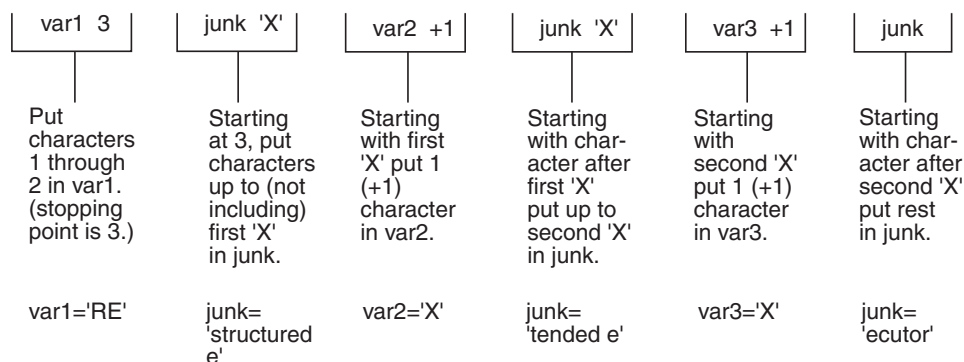 var1 3
junk 'X'
var2 +1
junk 'X'
var3 +1
junk
Put
characters
1 through
2 in var1.
(stopping
point is 3.)
Starting
at 3, put
characters
up to (not
including)
first 'X'
in junk.
Starting
with first
'X' put 1
(+1)
character
in var2.
Starting
with char-
acter after
first 'X'
put up to
second 'X'
in junk.
Starting
with
second 'X'
put 1 (+1)
character
in var3.
Starting
with char-
acter after
second 'X'
put rest
in junk.
var1='RE'
junk=
'structured
e'
var2='X'
junk=
'tended e'
var3='X'
junk=
'ecutor'